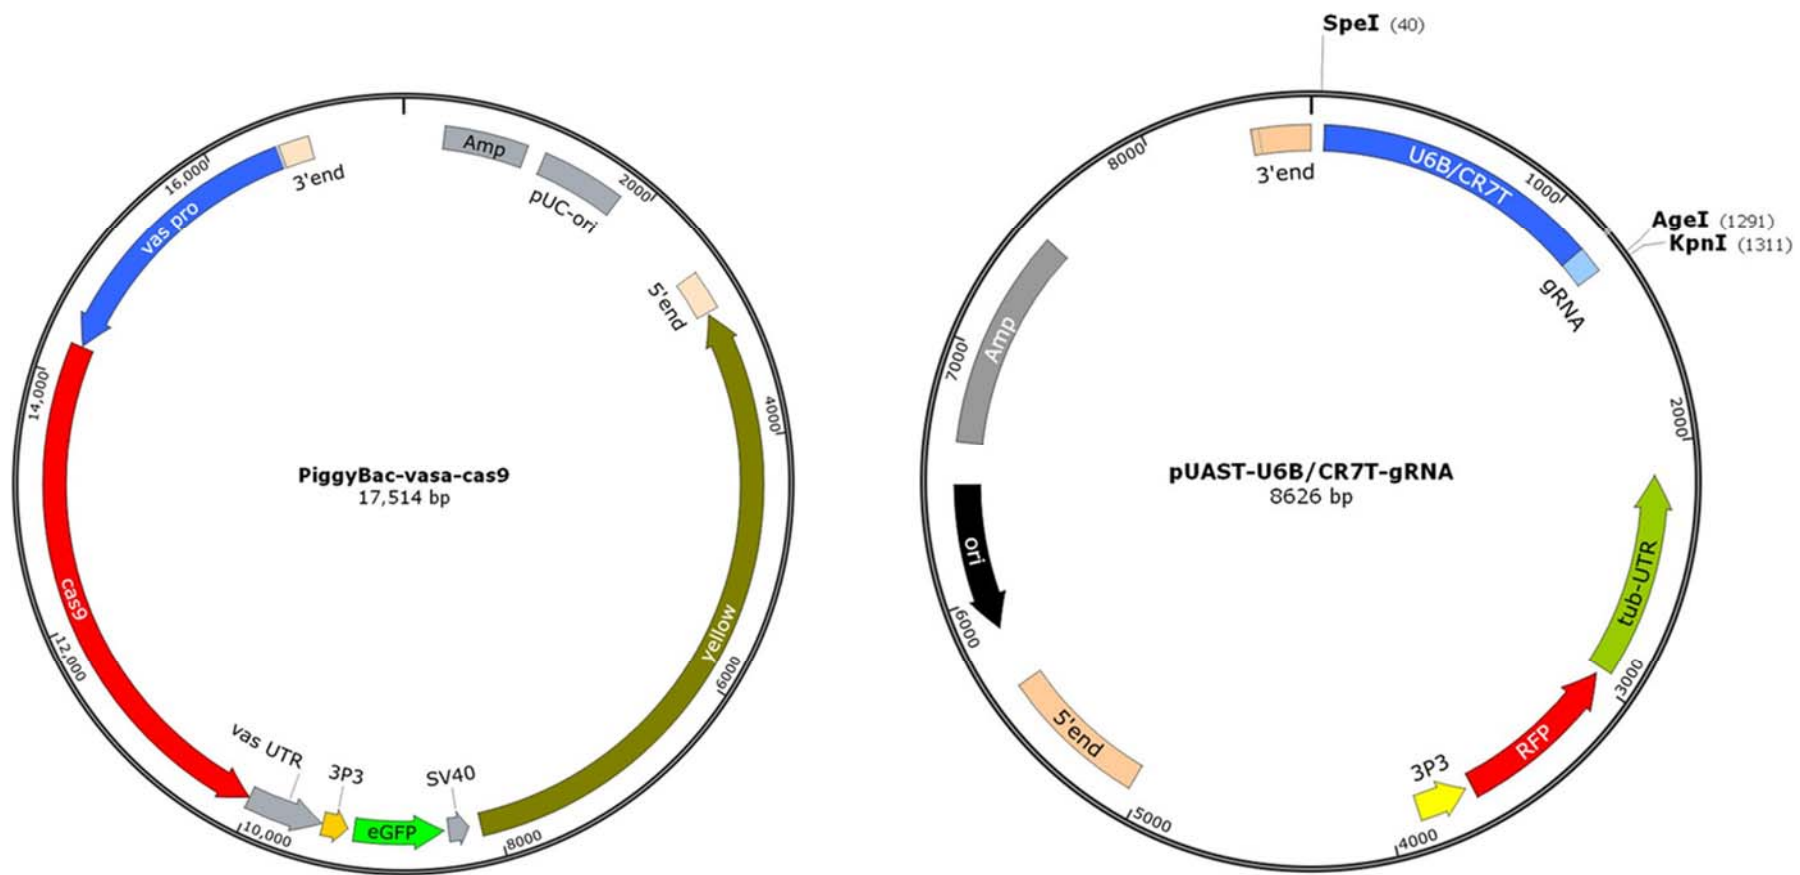 Amp
pUC-ori
2000
5'end
4000
yellow
6000
8000
SV40
eGFP
3P3
vas UTR
10,000
12,000
cas9
14,000
vas pro
16,000
3'end
PiggyBac-vasa-cas9
17,514 bp
SpeI (40)
U6B/CR7T
1000
AgeI (1291)
KpnI (1311)
gRNA
2000
tub-UTR
3000
RFP
3P3
4000
5000
5'end
6000
ori
7000
Amp
8000
3'end
pUAST-U6B/CR7T-gRNA
8626 bp